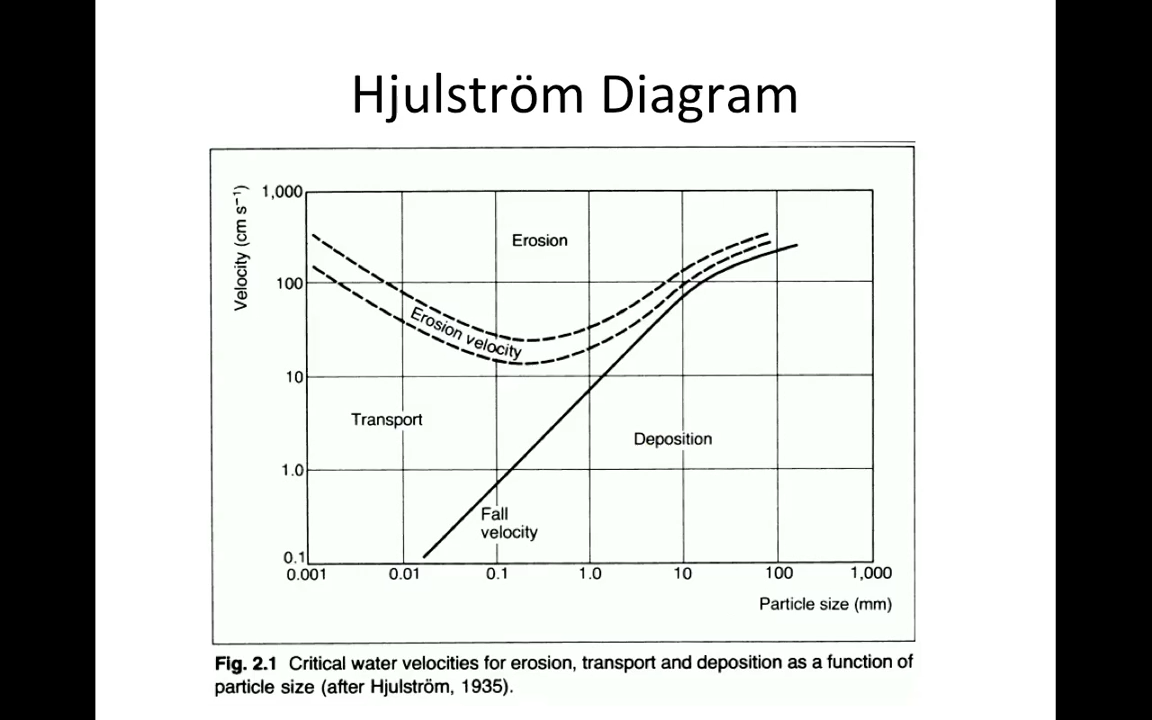 Hjulström Diagram
Velocity (cm s⁻¹)
1,000
100
10
1.0
0.1
Erosion
Erosion velocity
Transport
Deposition
Fall
velocity
0.001 0.01 0.1 1.0 10 100 1,000
Particle size (mm)
Fig. 2.1 Critical water velocities for erosion, transport and deposition as a function of
particle size (after Hjulström, 1935).